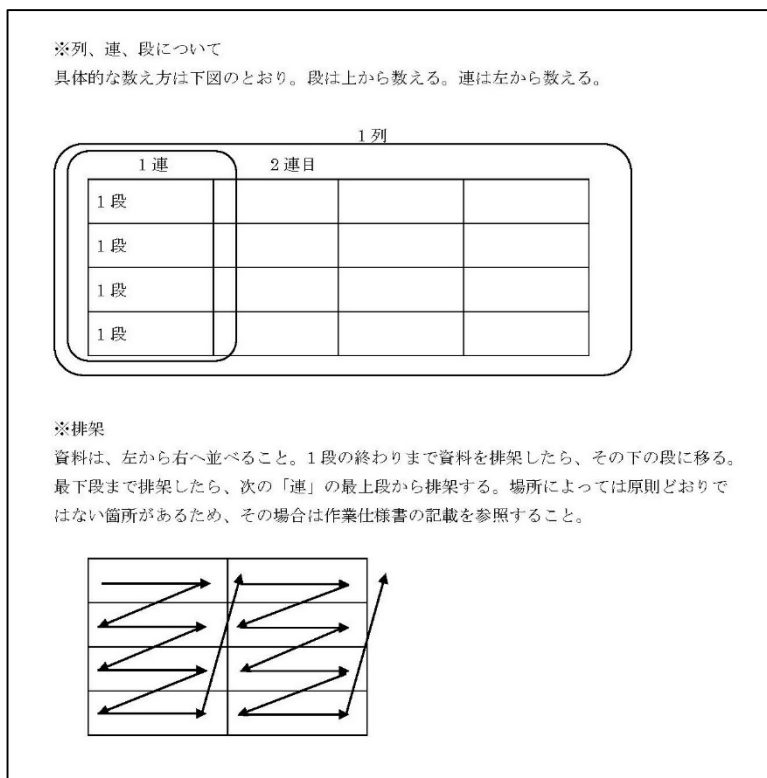 ※列、連、段について
具体的な数え方は下図のとおり。段は上から数える。連は左から数える。
1列
1連
2連目
1段
1段
1段
1段
※排架
資料は、左から右へ並べること。1段の終わりまで資料を排架したら、その下の段に移る。
最下段まで排架したら、次の「連」の最上段から排架する。場所によっては原則どおりで
はない箇所があるため、その場合は作業仕様書の記載を参照すること。